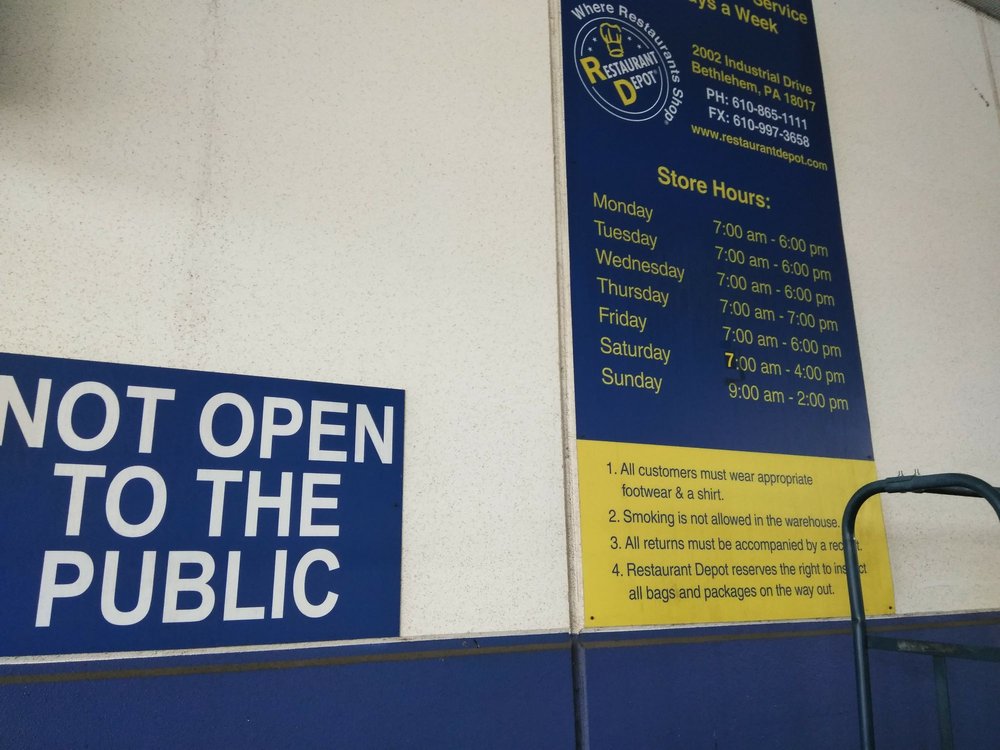 Service
ys a Week
Where Restaurants Shop®
RESTAURANT
DEPOT®
2002 Industrial Drive
Bethlehem, PA 18017
PH: 610-865-1111
FX: 610-997-3658
www.restaurantdepot.com
Store Hours:
Monday 7:00 am - 6:00 pm
Tuesday 7:00 am - 6:00 pm
Wednesday 7:00 am - 6:00 pm
Thursday 7:00 am - 7:00 pm
Friday 7:00 am - 6:00 pm
Saturday 7:00 am - 4:00 pm
Sunday 9:00 am - 2:00 pm
1. All customers must wear appropriate
footwear & a shirt.
2. Smoking is not allowed in the warehouse.
3. All returns must be accompanied by a receipt.
4. Restaurant Depot reserves the right to inspect
all bags and packages on the way out.
NOT OPEN
TO THE
PUBLIC